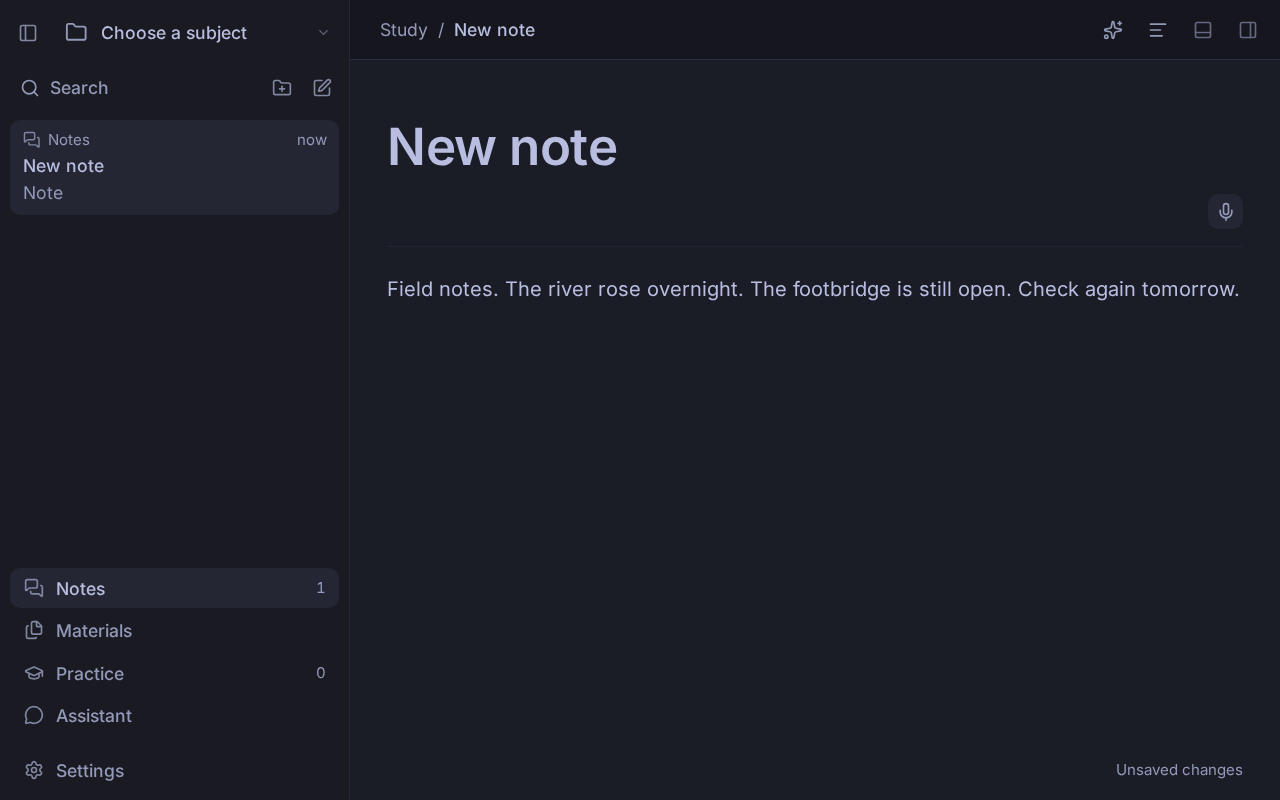 Choose a subject
Search
Notes now
New note
Note
Notes 1
Materials
Practice 0
Assistant
Settings
Study / New note
New note
Field notes. The river rose overnight. The footbridge is still open. Check again tomorrow.
Unsaved changes